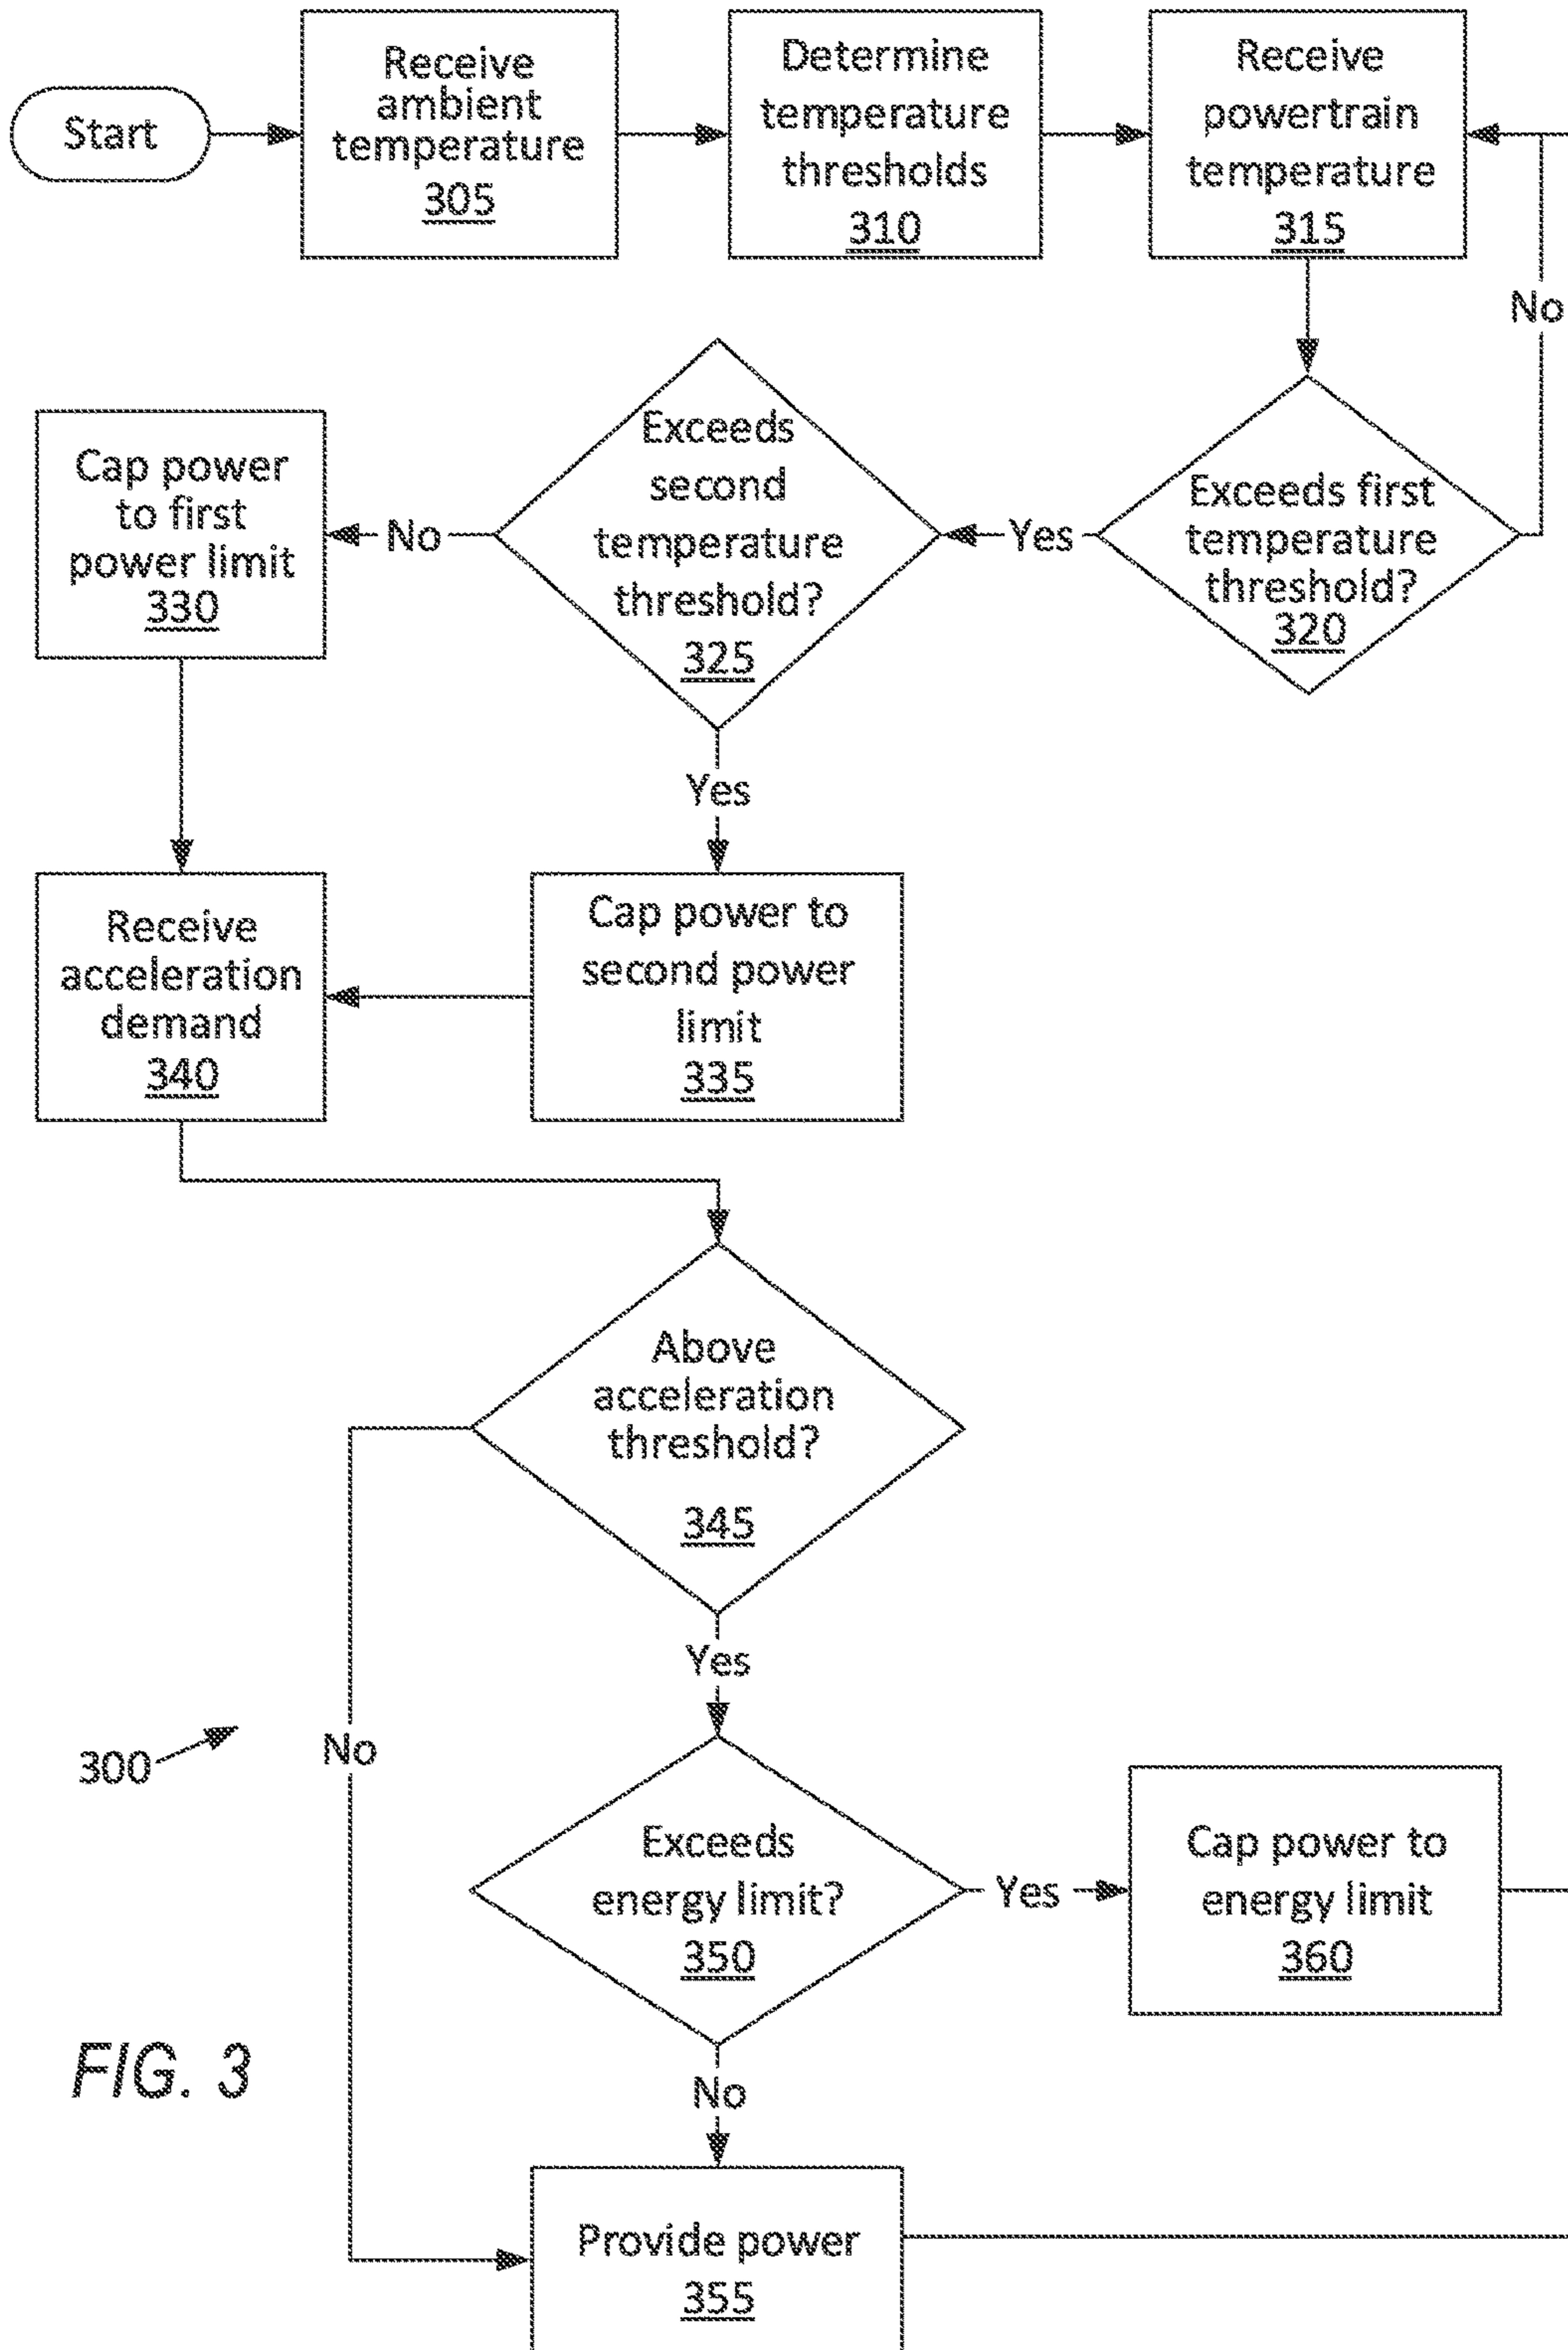 Start
Receive
ambient
temperature
305
Determine
temperature
thresholds
310
Receive
powertrain
temperature
315
No
Exceeds first
temperature
threshold?
320
Yes
Exceeds
second
temperature
threshold?
325
No
Cap power
to first
power limit
330
Yes
Cap power to
second power
limit
335
Receive
acceleration
demand
340
Above
acceleration
threshold?
345
Yes
No
300
Exceeds
energy limit?
350
Yes
Cap power to
energy limit
360
No
FIG. 3
Provide power
355